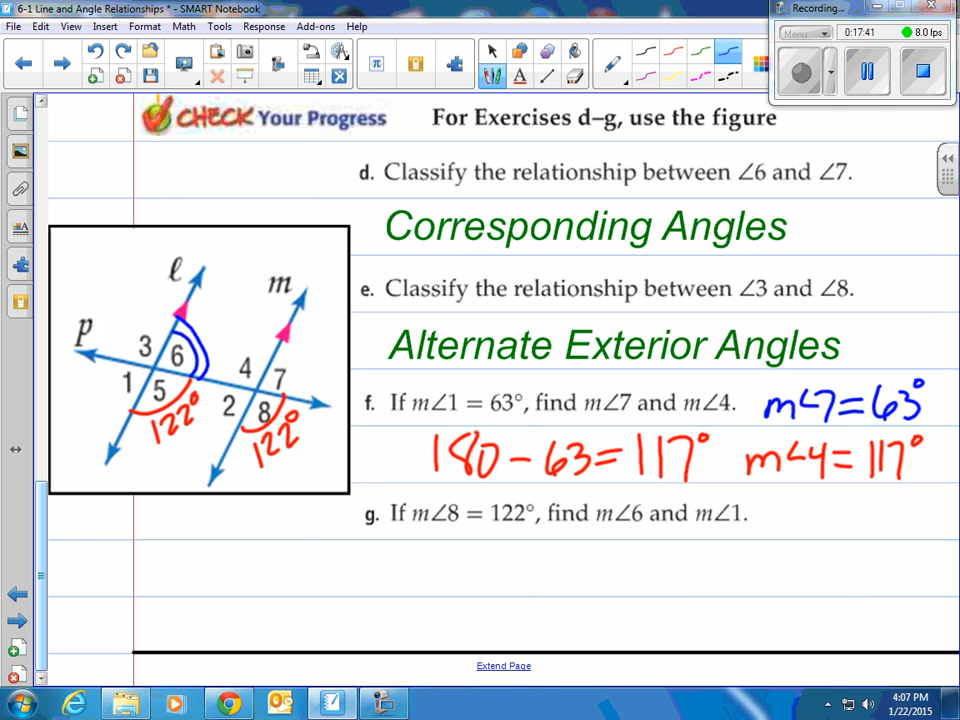 6-1 Line and Angle Relationships * - SMART Notebook
Recording...
File Edit View Insert Format Math Tools Response Add-ons Help
Menu
0:17:41
8.0 fps
CHECK Your Progress
For Exercises d–g, use the figure
d. Classify the relationship between ∠6 and ∠7.
Corresponding Angles
e. Classify the relationship between ∠3 and ∠8.
Alternate Exterior Angles
ℓ
m
p
3
6
4
7
1
5
2
8
122°
122°
f. If m∠1 = 63°, find m∠7 and m∠4.
m∠7=63°
180-63=117°
m∠4=117°
g. If m∠8 = 122°, find m∠6 and m∠1.
Extend Page
4:07 PM
1/22/2015